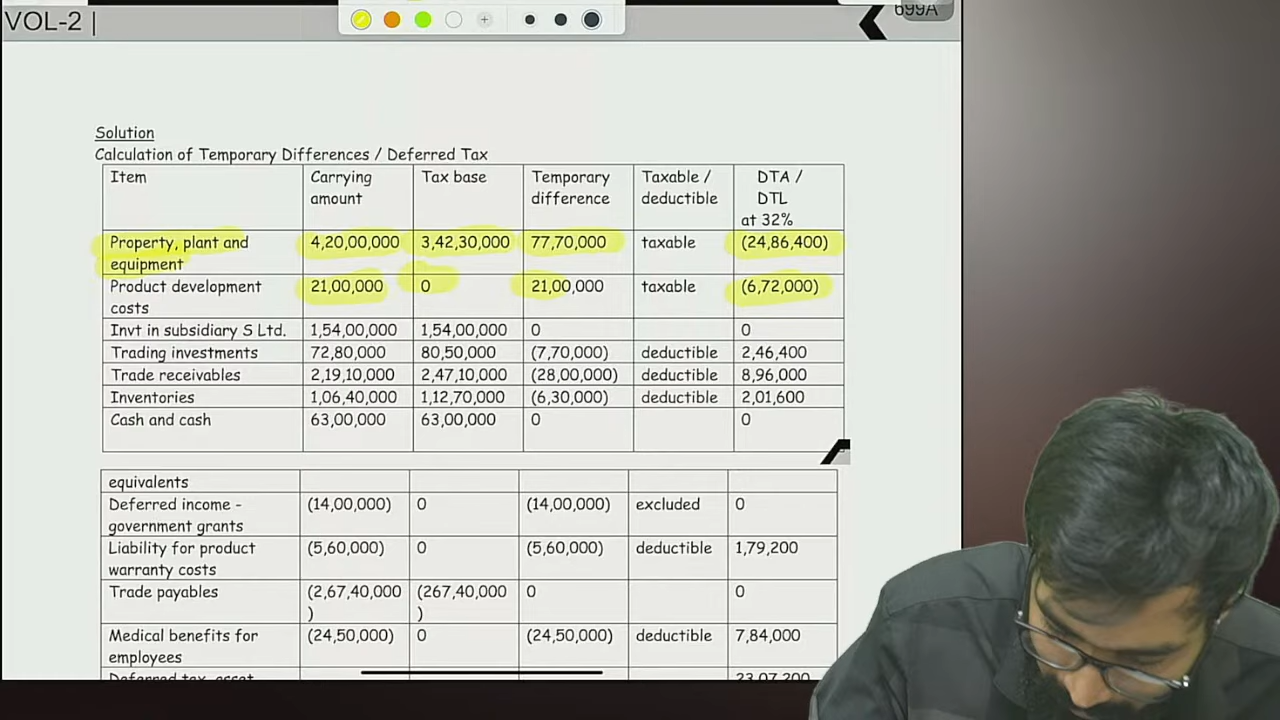 VOL-2 |
699A
Solution
Calculation of Temporary Differences / Deferred Tax
Item Carrying amount Tax base Temporary difference Taxable / deductible DTA / DTL at 32%
Property, plant and equipment 4,20,00,000 3,42,30,000 77,70,000 taxable (24,86,400)
Product development costs 21,00,000 0 21,00,000 taxable (6,72,000)
Invt in subsidiary S Ltd. 1,54,00,000 1,54,00,000 0 0
Trading investments 72,80,000 80,50,000 (7,70,000) deductible 2,46,400
Trade receivables 2,19,10,000 2,47,10,000 (28,00,000) deductible 8,96,000
Inventories 1,06,40,000 1,12,70,000 (6,30,000) deductible 2,01,600
Cash and cash 63,00,000 63,00,000 0 0
equivalents
Deferred income - government grants (14,00,000) 0 (14,00,000) excluded 0
Liability for product warranty costs (5,60,000) 0 (5,60,000) deductible 1,79,200
Trade payables (2,67,40,000) (267,40,000) 0 0
Medical benefits for employees (24,50,000) 0 (24,50,000) deductible 7,84,000
Deferred tax asset 23,07,200